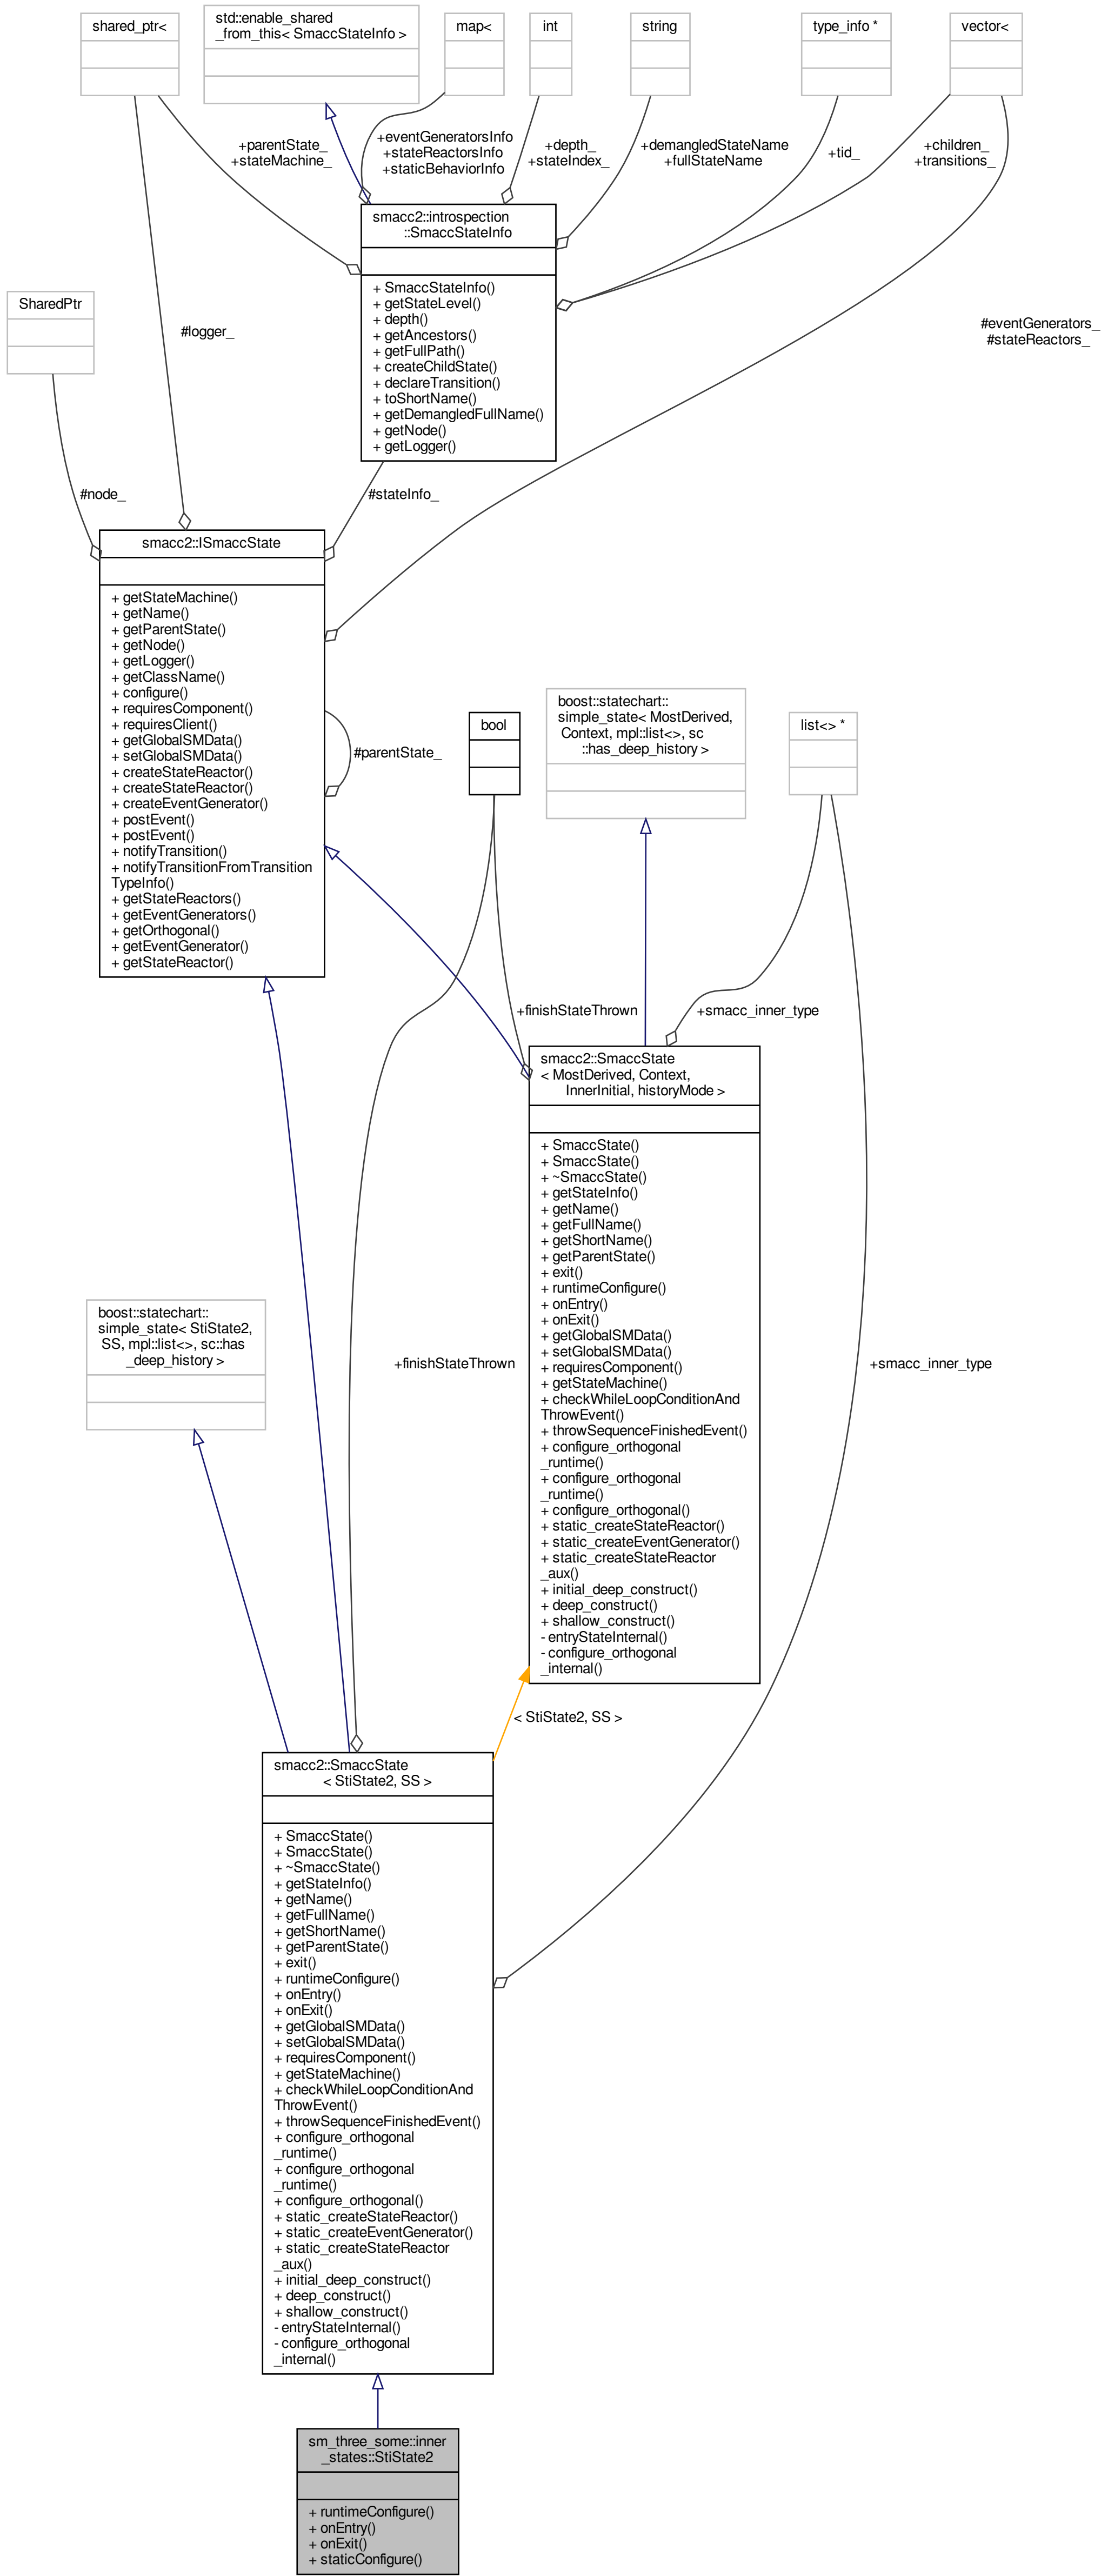 shared_ptr<
std::enable_shared
_from_this< SmaccStateInfo >
map<
int
string
type_info *
vector<
+parentState_
+stateMachine_
+eventGeneratorsInfo
+stateReactorsInfo
+staticBehaviorInfo
+depth_
+stateIndex_
+demangledStateName
+fullStateName
+tid_
+children_
+transitions_
smacc2::introspection
::SmaccStateInfo
+ SmaccStateInfo()
+ getStateLevel()
+ depth()
+ getAncestors()
+ getFullPath()
+ createChildState()
+ declareTransition()
+ toShortName()
+ getDemangledFullName()
+ getNode()
+ getLogger()
SharedPtr
#logger_
#eventGenerators_
#stateReactors_
#node_
#stateInfo_
smacc2::ISmaccState
+ getStateMachine()
+ getName()
+ getParentState()
+ getNode()
+ getLogger()
+ getClassName()
+ configure()
+ requiresComponent()
+ requiresClient()
+ getGlobalSMData()
+ setGlobalSMData()
+ createStateReactor()
+ createStateReactor()
+ createEventGenerator()
+ postEvent()
+ postEvent()
+ notifyTransition()
+ notifyTransitionFromTransition
TypeInfo()
+ getStateReactors()
+ getEventGenerators()
+ getOrthogonal()
+ getEventGenerator()
+ getStateReactor()
#parentState_
bool
boost::statechart::
simple_state< MostDerived,
Context, mpl::list<>, sc
::has_deep_history >
list<> *
+finishStateThrown
+smacc_inner_type
smacc2::SmaccState
< MostDerived, Context,
InnerInitial, historyMode >
+ SmaccState()
+ SmaccState()
+ ~SmaccState()
+ getStateInfo()
+ getName()
+ getFullName()
+ getShortName()
+ getParentState()
+ exit()
+ runtimeConfigure()
+ onEntry()
+ onExit()
+ getGlobalSMData()
+ setGlobalSMData()
+ requiresComponent()
+ getStateMachine()
+ checkWhileLoopConditionAnd
ThrowEvent()
+ throwSequenceFinishedEvent()
+ configure_orthogonal
_runtime()
+ configure_orthogonal
_runtime()
+ configure_orthogonal()
+ static_createStateReactor()
+ static_createEventGenerator()
+ static_createStateReactor
_aux()
+ initial_deep_construct()
+ deep_construct()
+ shallow_construct()
- entryStateInternal()
- configure_orthogonal
_internal()
boost::statechart::
simple_state< StiState2,
SS, mpl::list<>, sc::has
_deep_history >
+finishStateThrown
+smacc_inner_type
< StiState2, SS >
smacc2::SmaccState
< StiState2, SS >
+ SmaccState()
+ SmaccState()
+ ~SmaccState()
+ getStateInfo()
+ getName()
+ getFullName()
+ getShortName()
+ getParentState()
+ exit()
+ runtimeConfigure()
+ onEntry()
+ onExit()
+ getGlobalSMData()
+ setGlobalSMData()
+ requiresComponent()
+ getStateMachine()
+ checkWhileLoopConditionAnd
ThrowEvent()
+ throwSequenceFinishedEvent()
+ configure_orthogonal
_runtime()
+ configure_orthogonal
_runtime()
+ configure_orthogonal()
+ static_createStateReactor()
+ static_createEventGenerator()
+ static_createStateReactor
_aux()
+ initial_deep_construct()
+ deep_construct()
+ shallow_construct()
- entryStateInternal()
- configure_orthogonal
_internal()
sm_three_some::inner
_states::StiState2
+ runtimeConfigure()
+ onEntry()
+ onExit()
+ staticConfigure()